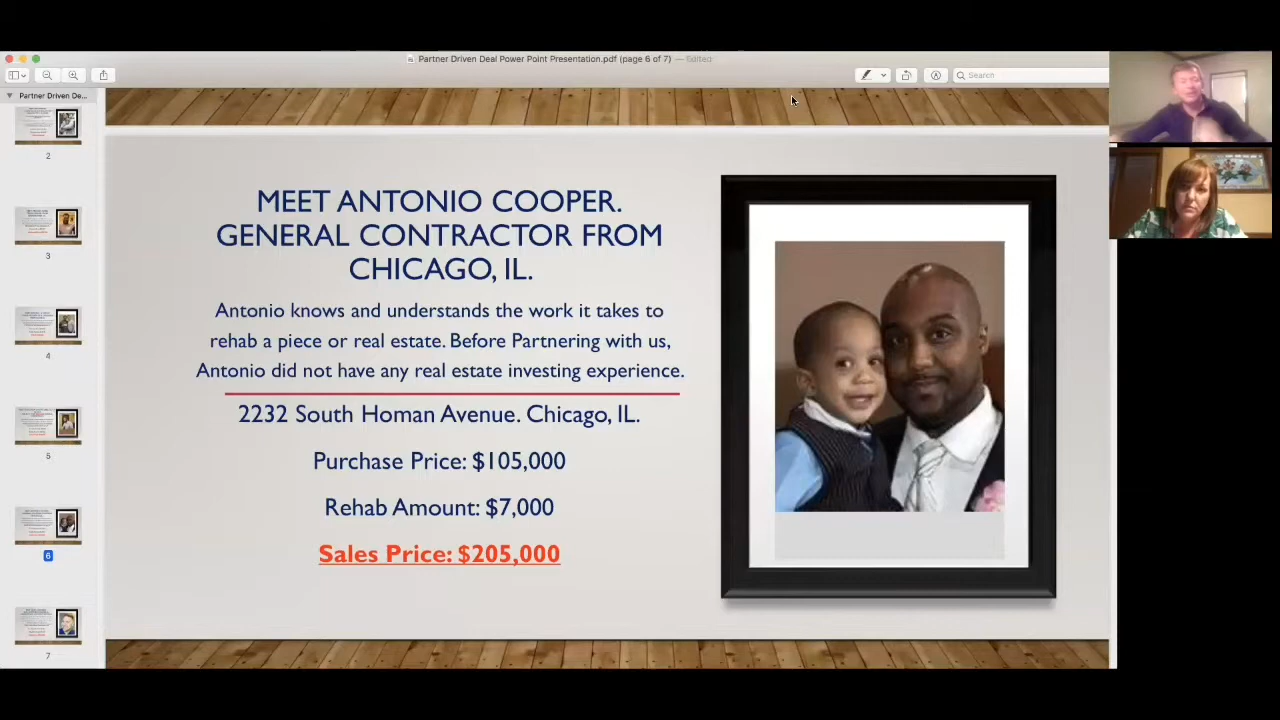 Partner Driven Deal Power Point Presentation.pdf (page 6 of 7) — Edited
Search
Partner Driven De...
2
3
4
5
6
7
MEET ANTONIO COOPER.
GENERAL CONTRACTOR FROM
CHICAGO, IL.
Antonio knows and understands the work it takes to
rehab a piece or real estate. Before Partnering with us,
Antonio did not have any real estate investing experience.
2232 South Homan Avenue. Chicago, IL.
Purchase Price: $105,000
Rehab Amount: $7,000
Sales Price: $205,000